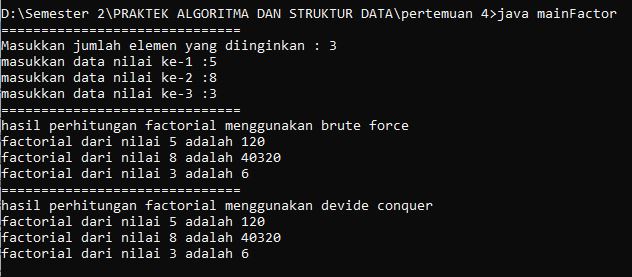 D:\Semester 2\PRAKTEK ALGORITMA DAN STRUKTUR DATA\pertemuan 4>java mainFactor
==============================
Masukkan jumlah elemen yang diinginkan : 3
masukkan data nilai ke-1 :5
masukkan data nilai ke-2 :8
masukkan data nilai ke-3 :3
==============================
hasil perhitungan factorial menggunakan brute force
factorial dari nilai 5 adalah 120
factorial dari nilai 8 adalah 40320
factorial dari nilai 3 adalah 6
==============================
hasil perhitungan factorial menggunakan devide conquer
factorial dari nilai 5 adalah 120
factorial dari nilai 8 adalah 40320
factorial dari nilai 3 adalah 6